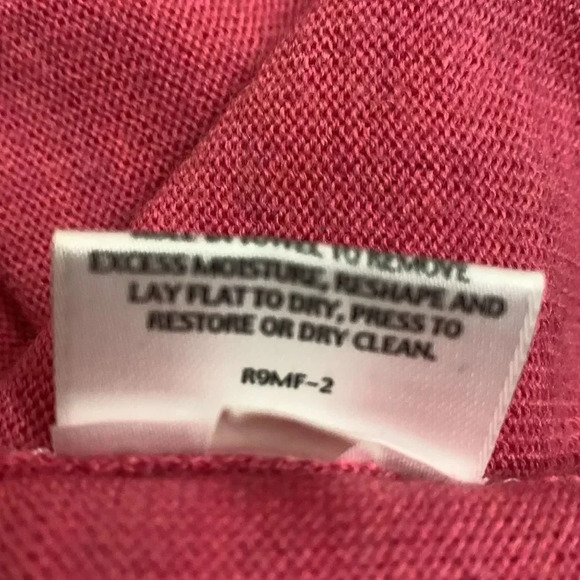 IN TOWEL TO REMOVE
EXCESS MOISTURE, RESHAPE AND
LAY FLAT TO DRY, PRESS TO
RESTORE OR DRY CLEAN.
R9MF-2